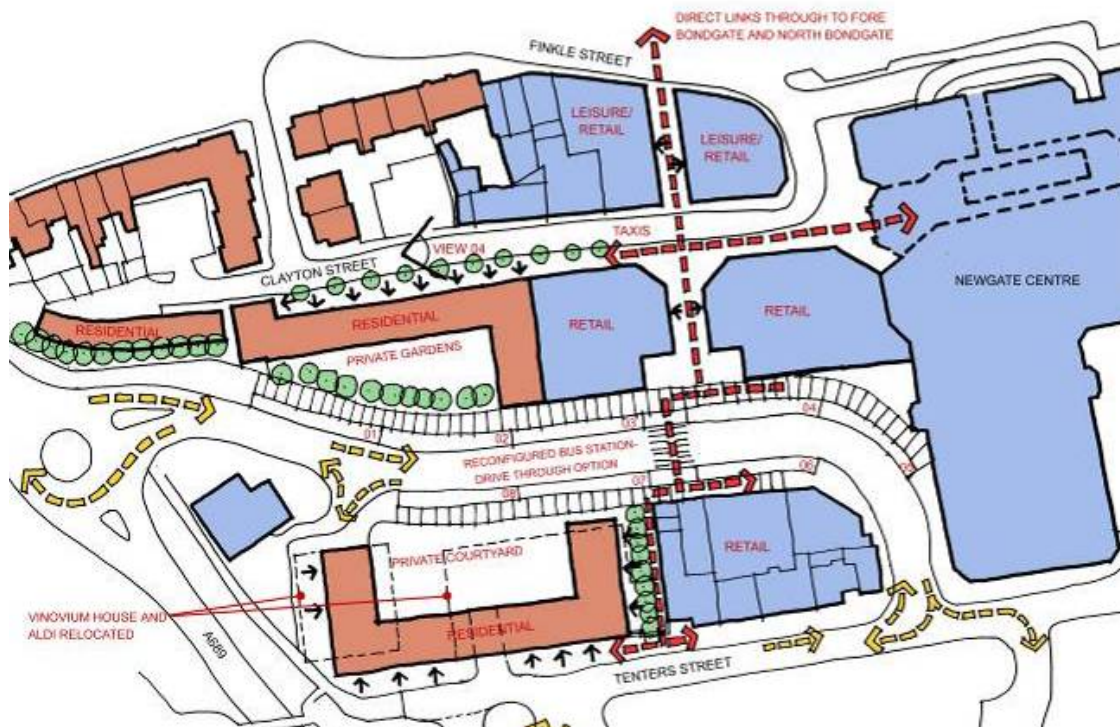 DIRECT LINKS THROUGH TO FORE
BONDGATE AND NORTH BONDGATE
FINKLE STREET
LEISURE/
RETAIL
LEISURE/
RETAIL
TAXIS
VIEW 04
CLAYTON STREET
NEWGATE CENTRE
RESIDENTIAL
RESIDENTIAL
RETAIL
RETAIL
PRIVATE GARDENS
01
02
03
04
05
RECONFIGURED BUS STATION-
DRIVE THROUGH OPTION
06
07
08
PRIVATE COURTYARD
RETAIL
VINOVIUM HOUSE AND
ALDI RELOCATED
RESIDENTIAL
A689
TENTERS STREET